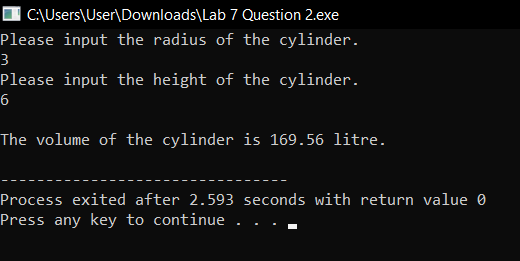 C:\Users\User\Downloads\Lab 7 Question 2.exe
Please input the radius of the cylinder.
3
Please input the height of the cylinder.
6
The volume of the cylinder is 169.56 litre.
--------------------------------
Process exited after 2.593 seconds with return value 0
Press any key to continue . . .